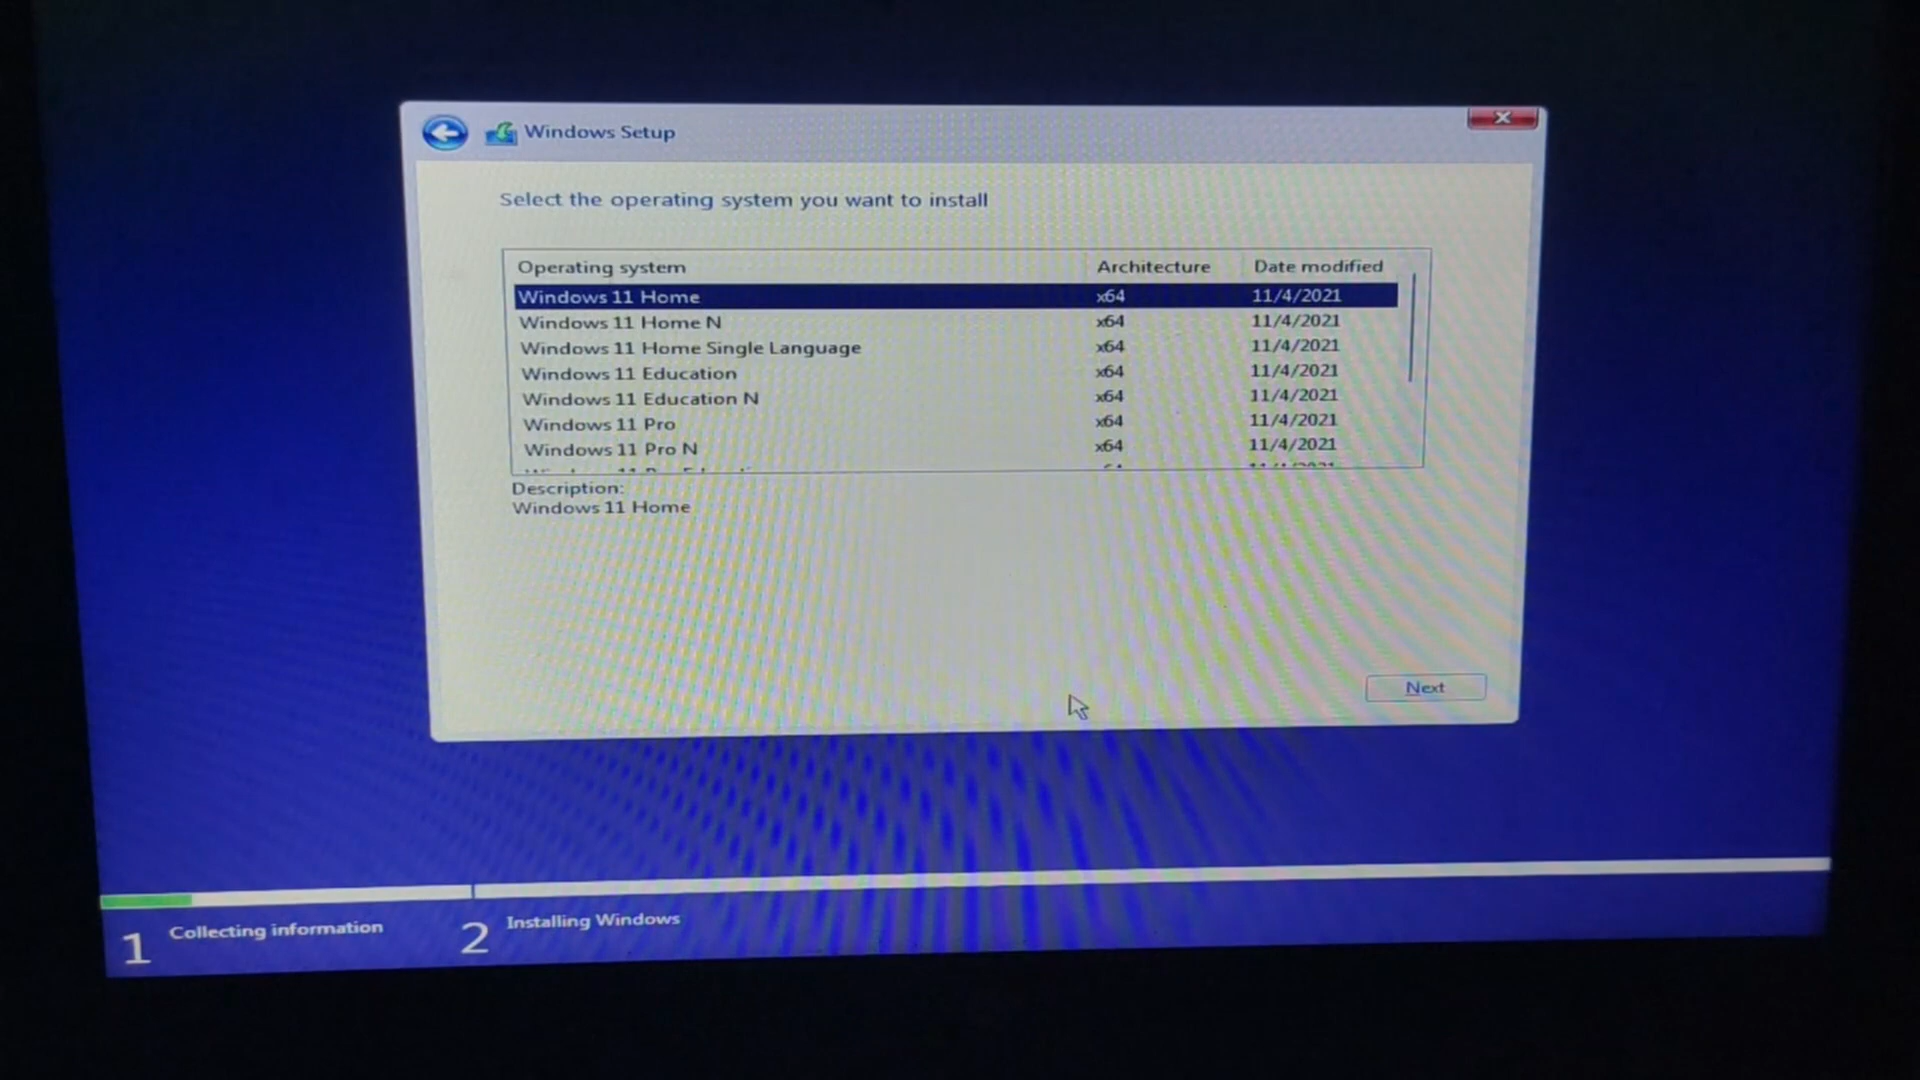 Windows Setup
Select the operating system you want to install
Operating system Architecture Date modified
Windows 11 Home x64 11/4/2021
Windows 11 Home N x64 11/4/2021
Windows 11 Home Single Language x64 11/4/2021
Windows 11 Education x64 11/4/2021
Windows 11 Education N x64 11/4/2021
Windows 11 Pro x64 11/4/2021
Windows 11 Pro N x64 11/4/2021
Description:
Windows 11 Home
Next
1 Collecting information 2 Installing Windows